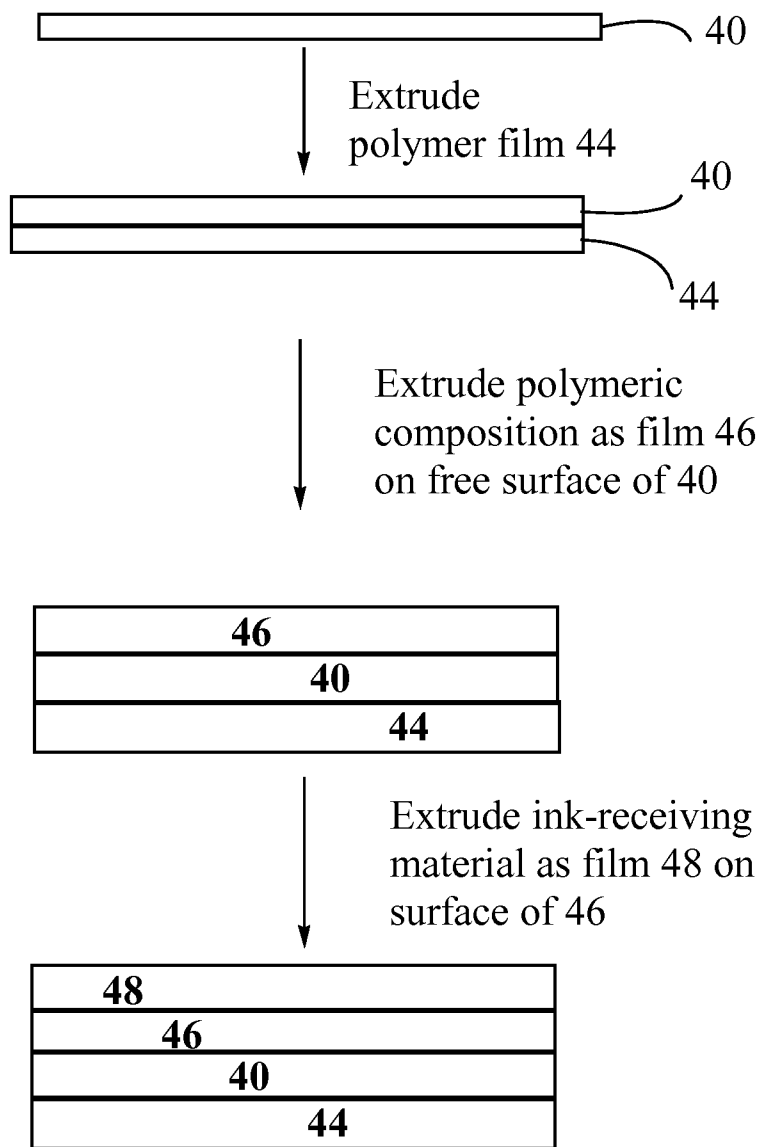 40
Extrude
polymer film 44
40
44
Extrude polymeric
composition as film 46
on free surface of 40
46
40
44
Extrude ink-receiving
material as film 48 on
surface of 46
48
46
40
44